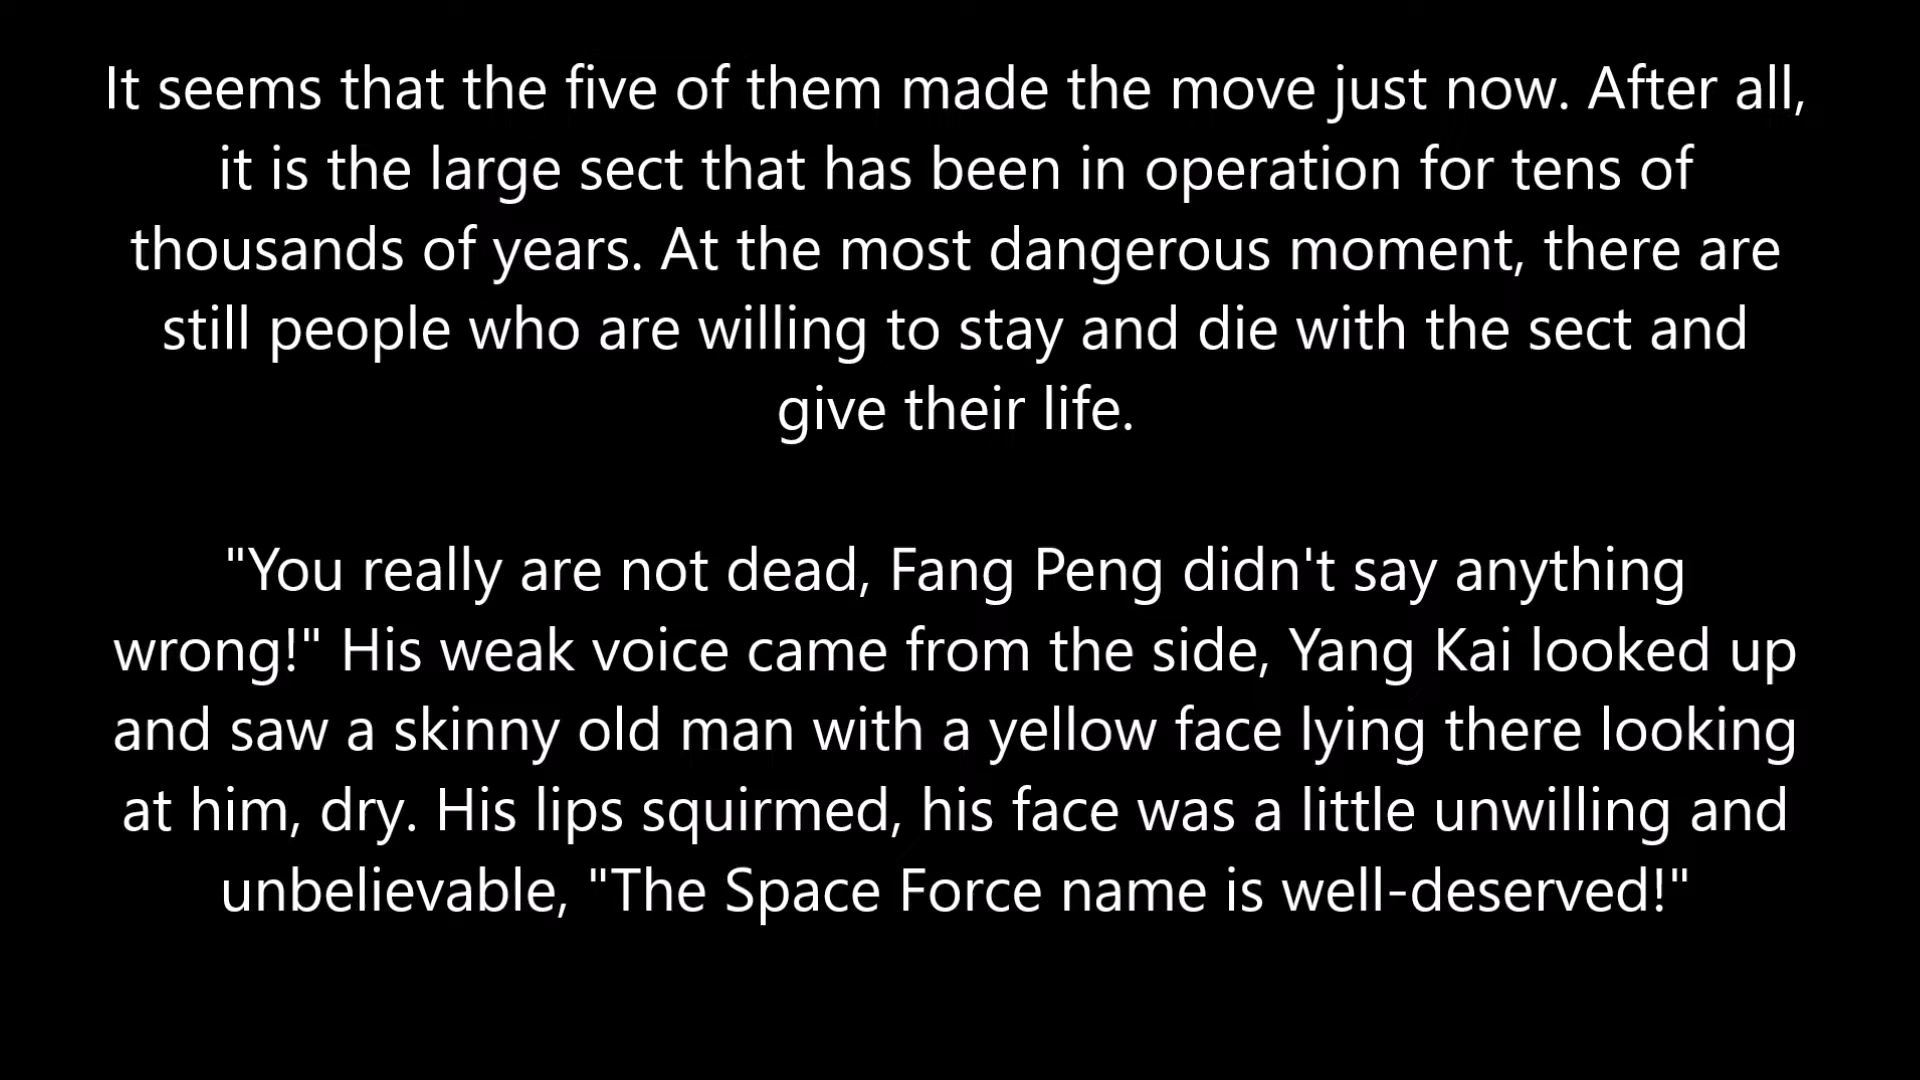 It seems that the five of them made the move just now. After all,
it is the large sect that has been in operation for tens of
thousands of years. At the most dangerous moment, there are
still people who are willing to stay and die with the sect and
give their life.
"You really are not dead, Fang Peng didn't say anything
wrong!" His weak voice came from the side, Yang Kai looked up
and saw a skinny old man with a yellow face lying there looking
at him, dry. His lips squirmed, his face was a little unwilling and
unbelievable, "The Space Force name is well-deserved!"